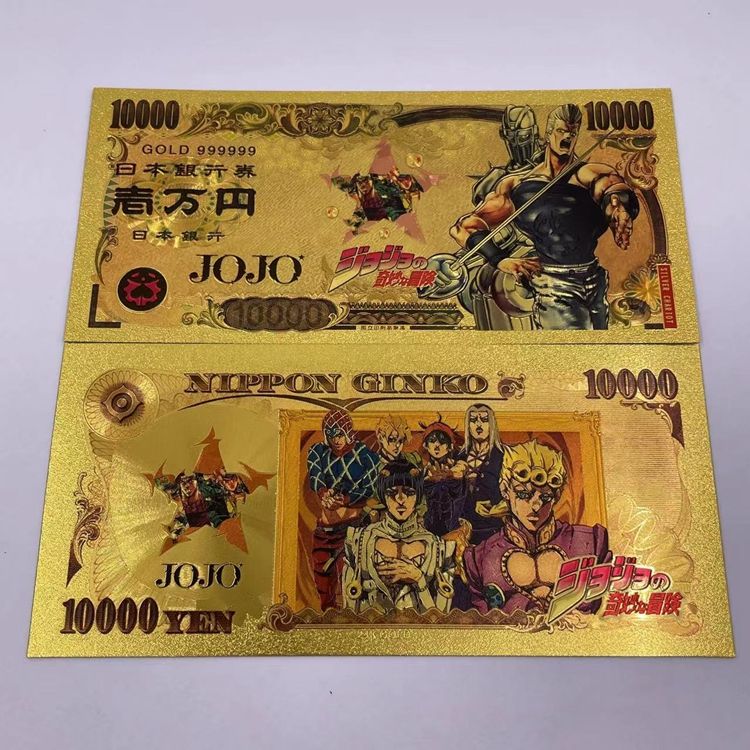 10000
10000
GOLD 999999
日本銀行券
壱万円
日本銀行
JOJO
ジョジョの
奇妙な冒険
10000
SILVER CHARIOT
NIPPON GINKO
10000
JOJO
ジョジョの
奇妙な冒険
10000 YEN